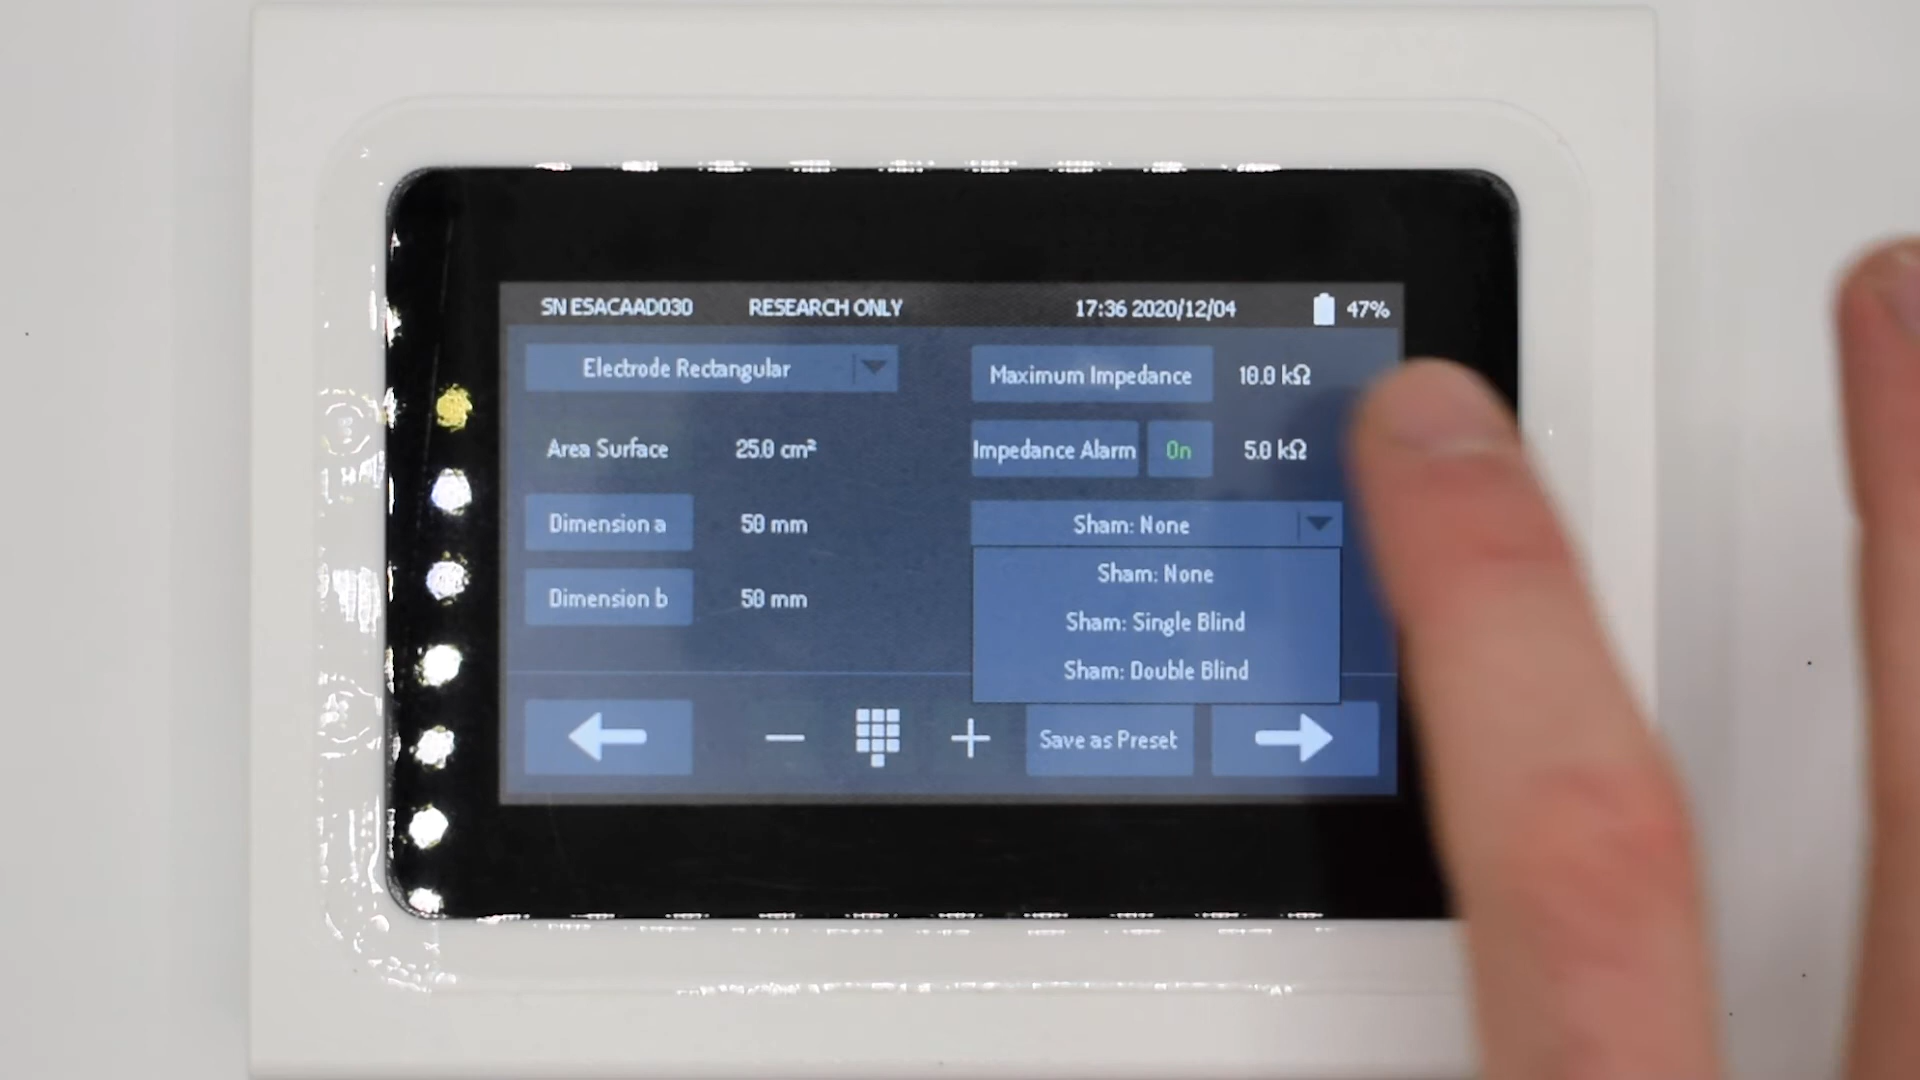 SN ESACAAD030 RESEARCH ONLY 17:36 2020/12/04 47%
Electrode Rectangular
Area Surface 25.0 cm²
Dimension a 50 mm
Dimension b 50 mm
Maximum Impedance 10.0 kΩ
Impedance Alarm On 5.0 kΩ
Sham: None
Sham: None
Sham: Single Blind
Sham: Double Blind
Save as Preset